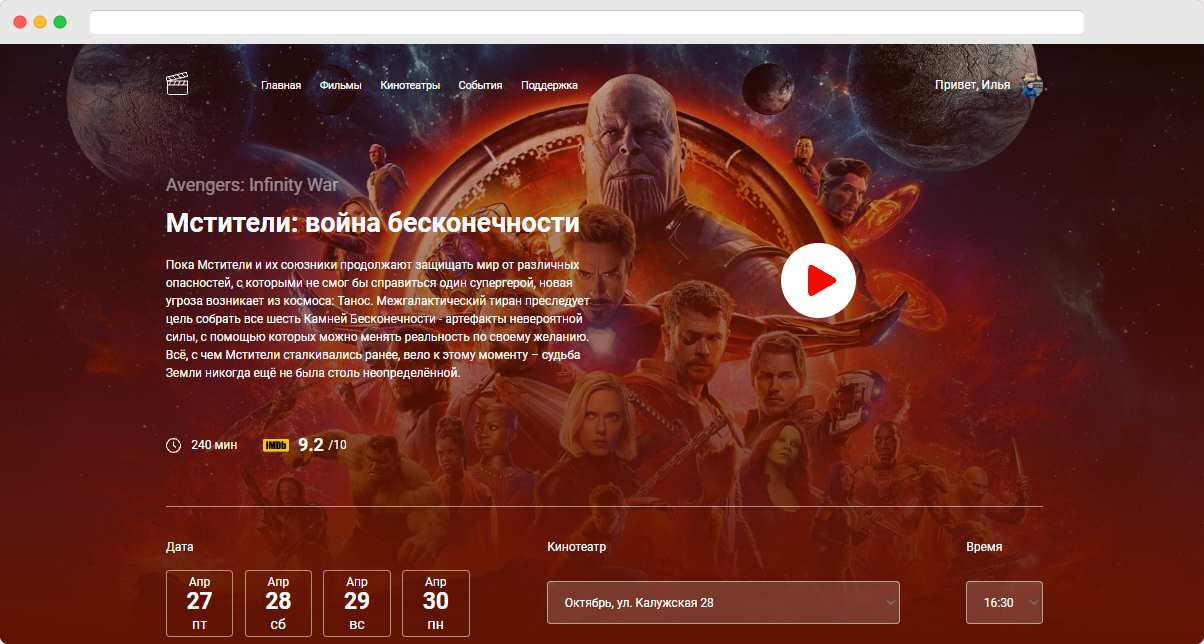 Главная Фильмы Кинотеатры События Поддержка Привет, Илья
Avengers: Infinity War
Мстители: война бесконечности
Пока Мстители и их союзники продолжают защищать мир от различных
опасностей, с которыми не смог бы справиться один супергерой, новая
угроза возникает из космоса: Танос. Межгалактический тиран преследует
цель собрать все шесть Камней Бесконечности - артефакты невероятной
силы, с помощью которых можно менять реальность по своему желанию.
Всё, с чем Мстители сталкивались ранее, вело к этому моменту – судьба
Земли никогда ещё не была столь неопределённой.
240 мин IMDb 9.2 /10
Дата Кинотеатр Время
Апр Апр Апр Апр
27 28 29 30
пт сб вс пн
Октябрь, ул. Калужская 28 16:30